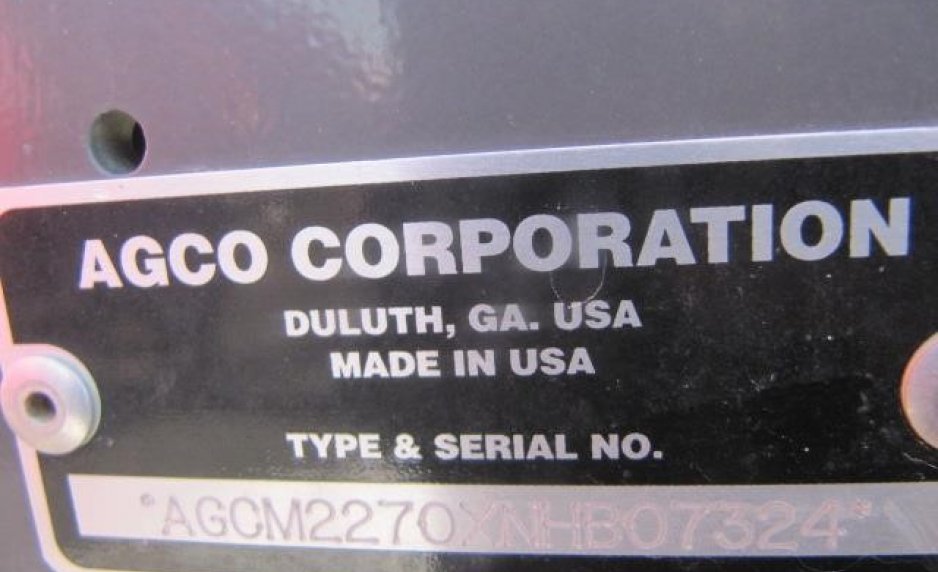 AGCO CORPORATION
DULUTH, GA. USA
MADE IN USA
TYPE & SERIAL NO.
*AGCM2270XNHB07324*